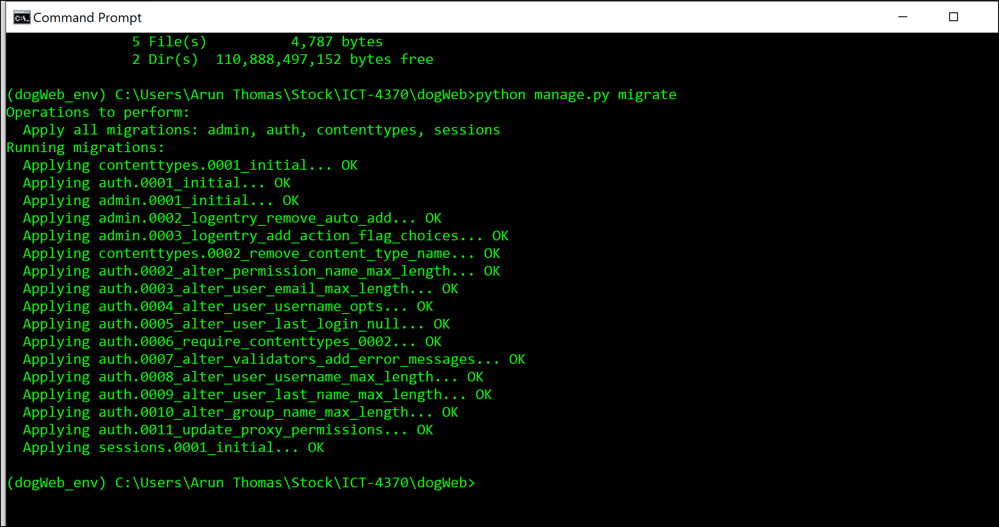 Command Prompt
5 File(s) 4,787 bytes
2 Dir(s) 110,888,497,152 bytes free
(dogWeb_env) C:\Users\Arun Thomas\Stock\ICT-4370\dogWeb>python manage.py migrate
Operations to perform:
Apply all migrations: admin, auth, contenttypes, sessions
Running migrations:
Applying contenttypes.0001_initial... OK
Applying auth.0001_initial... OK
Applying admin.0001_initial... OK
Applying admin.0002_logentry_remove_auto_add... OK
Applying admin.0003_logentry_add_action_flag_choices... OK
Applying contenttypes.0002_remove_content_type_name... OK
Applying auth.0002_alter_permission_name_max_length... OK
Applying auth.0003_alter_user_email_max_length... OK
Applying auth.0004_alter_user_username_opts... OK
Applying auth.0005_alter_user_last_login_null... OK
Applying auth.0006_require_contenttypes_0002... OK
Applying auth.0007_alter_validators_add_error_messages... OK
Applying auth.0008_alter_user_username_max_length... OK
Applying auth.0009_alter_user_last_name_max_length... OK
Applying auth.0010_alter_group_name_max_length... OK
Applying auth.0011_update_proxy_permissions... OK
Applying sessions.0001_initial... OK
(dogWeb_env) C:\Users\Arun Thomas\Stock\ICT-4370\dogWeb>